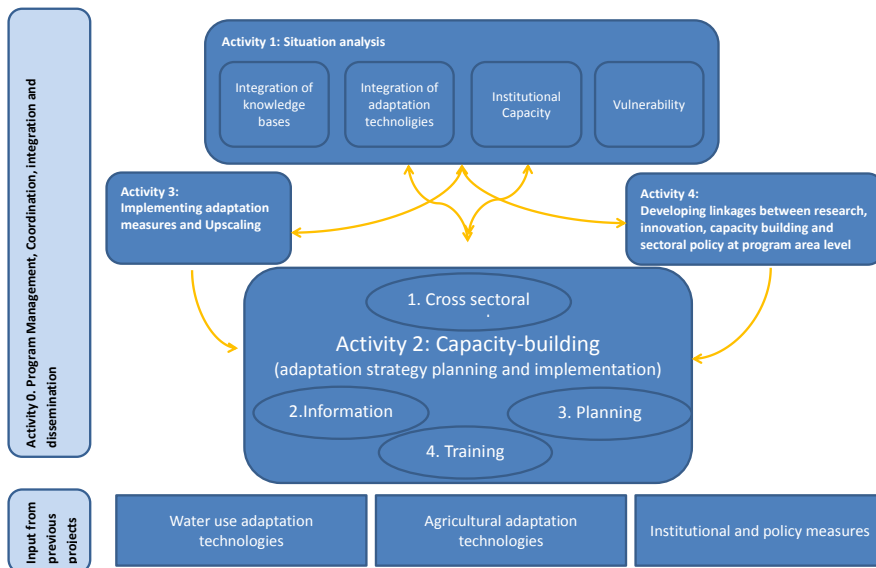 Activity 0. Program Management, Coordination, integration and
dissemination
Activity 1: Situation analysis
Integration of
knowledge
bases
Integration of
adaptation
technoligies
Institutional
Capacity
Vulnerability
Activity 3:
Implementing adaptation
measures and Upscaling
Activity 4:
Developing linkages between research,
innovation, capacity building and
sectoral policy at program area level
1. Cross sectoral
.
Activity 2: Capacity-building
(adaptation strategy planning and implementation)
2.Information
3. Planning
4. Training
Input from
previous
projects
Water use adaptation
technologies
Agricultural adaptation
technologies
Institutional and policy measures